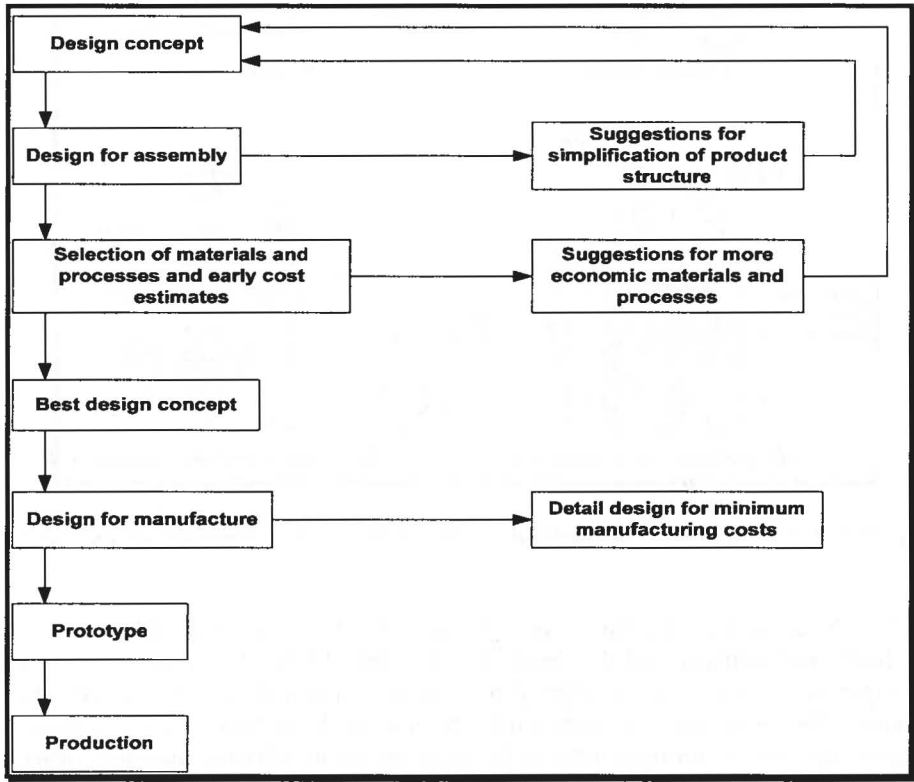 Design concept
Design for assembly
Suggestions for
simplification of product
structure
Selection of materials and
processes and early cost
estimates
Suggestions for more
economic materials and
processes
Best design concept
Design for manufacture
Detail design for minimum
manufacturing costs
Prototype
Production